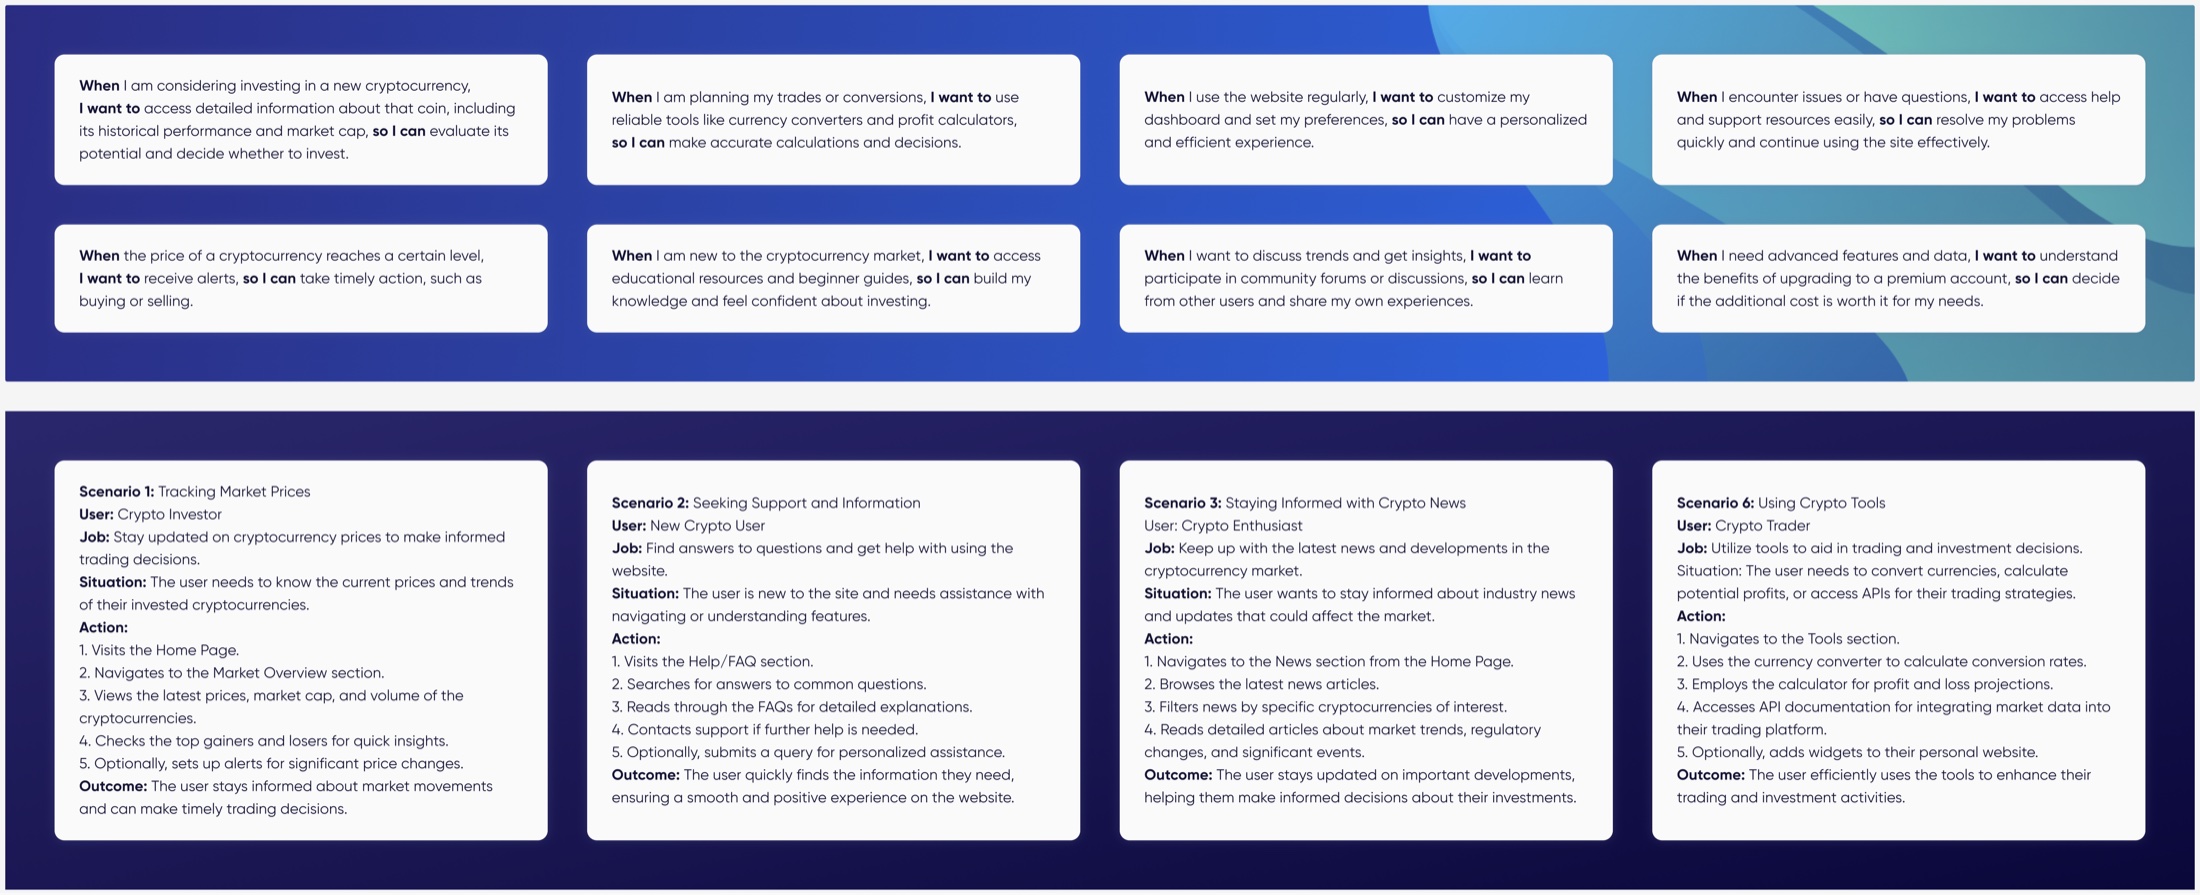 When I am considering investing in a new cryptocurrency,
I want to access detailed information about that coin, including
its historical performance and market cap, so I can evaluate its
potential and decide whether to invest.
When I am planning my trades or conversions, I want to use
reliable tools like currency converters and profit calculators,
so I can make accurate calculations and decisions.
When I use the website regularly, I want to customize my
dashboard and set my preferences, so I can have a personalized
and efficient experience.
When I encounter issues or have questions, I want to access help
and support resources easily, so I can resolve my problems
quickly and continue using the site effectively.
When the price of a cryptocurrency reaches a certain level,
I want to receive alerts, so I can take timely action, such as
buying or selling.
When I am new to the cryptocurrency market, I want to access
educational resources and beginner guides, so I can build my
knowledge and feel confident about investing.
When I want to discuss trends and get insights, I want to
participate in community forums or discussions, so I can learn
from other users and share my own experiences.
When I need advanced features and data, I want to understand
the benefits of upgrading to a premium account, so I can decide
if the additional cost is worth it for my needs.
Scenario 1: Tracking Market Prices
User: Crypto Investor
Job: Stay updated on cryptocurrency prices to make informed
trading decisions.
Situation: The user needs to know the current prices and trends
of their invested cryptocurrencies.
Action:
1. Visits the Home Page.
2. Navigates to the Market Overview section.
3. Views the latest prices, market cap, and volume of the
cryptocurrencies.
4. Checks the top gainers and losers for quick insights.
5. Optionally, sets up alerts for significant price changes.
Outcome: The user stays informed about market movements
and can make timely trading decisions.
Scenario 2: Seeking Support and Information
User: New Crypto User
Job: Find answers to questions and get help with using the
website.
Situation: The user is new to the site and needs assistance with
navigating or understanding features.
Action:
1. Visits the Help/FAQ section.
2. Searches for answers to common questions.
3. Reads through the FAQs for detailed explanations.
4. Contacts support if further help is needed.
5. Optionally, submits a query for personalized assistance.
Outcome: The user quickly finds the information they need,
ensuring a smooth and positive experience on the website.
Scenario 3: Staying Informed with Crypto News
User: Crypto Enthusiast
Job: Keep up with the latest news and developments in the
cryptocurrency market.
Situation: The user wants to stay informed about industry news
and updates that could affect the market.
Action:
1. Navigates to the News section from the Home Page.
2. Browses the latest news articles.
3. Filters news by specific cryptocurrencies of interest.
4. Reads detailed articles about market trends, regulatory
changes, and significant events.
Outcome: The user stays updated on important developments,
helping them make informed decisions about their investments.
Scenario 6: Using Crypto Tools
User: Crypto Trader
Job: Utilize tools to aid in trading and investment decisions.
Situation: The user needs to convert currencies, calculate
potential profits, or access APIs for their trading strategies.
Action:
1. Navigates to the Tools section.
2. Uses the currency converter to calculate conversion rates.
3. Employs the calculator for profit and loss projections.
4. Accesses API documentation for integrating market data into
their trading platform.
5. Optionally, adds widgets to their personal website.
Outcome: The user efficiently uses the tools to enhance their
trading and investment activities.